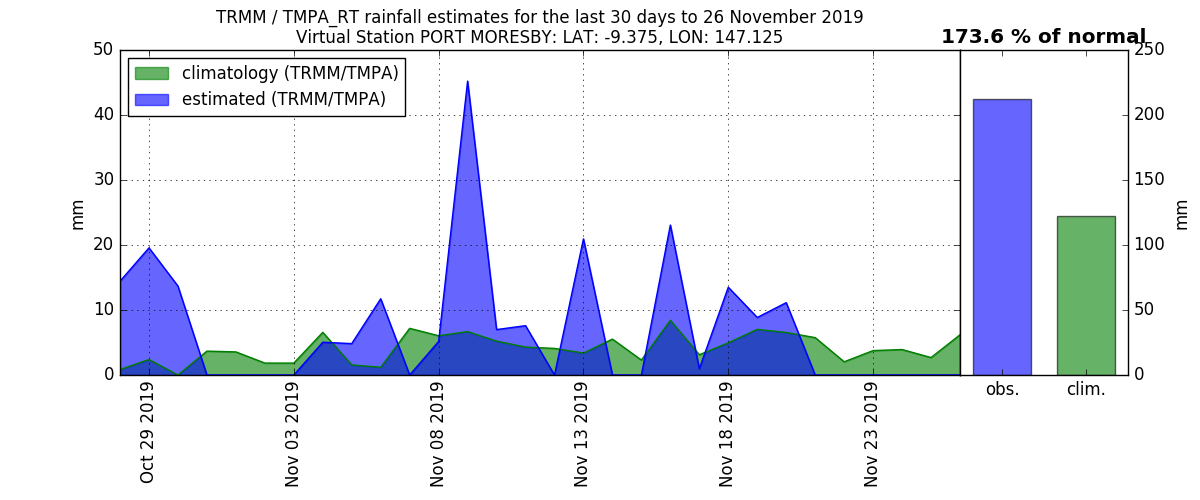 TRMM / TMPA_RT rainfall estimates for the last 30 days to 26 November 2019
Virtual Station PORT MORESBY: LAT: -9.375, LON: 147.125
173.6 % of normal
climatology (TRMM/TMPA)
estimated (TRMM/TMPA)
50
40
30
20
10
0
mm
250
200
150
100
50
0
mm
obs.
clim.
Oct 29 2019
Nov 03 2019
Nov 08 2019
Nov 13 2019
Nov 18 2019
Nov 23 2019